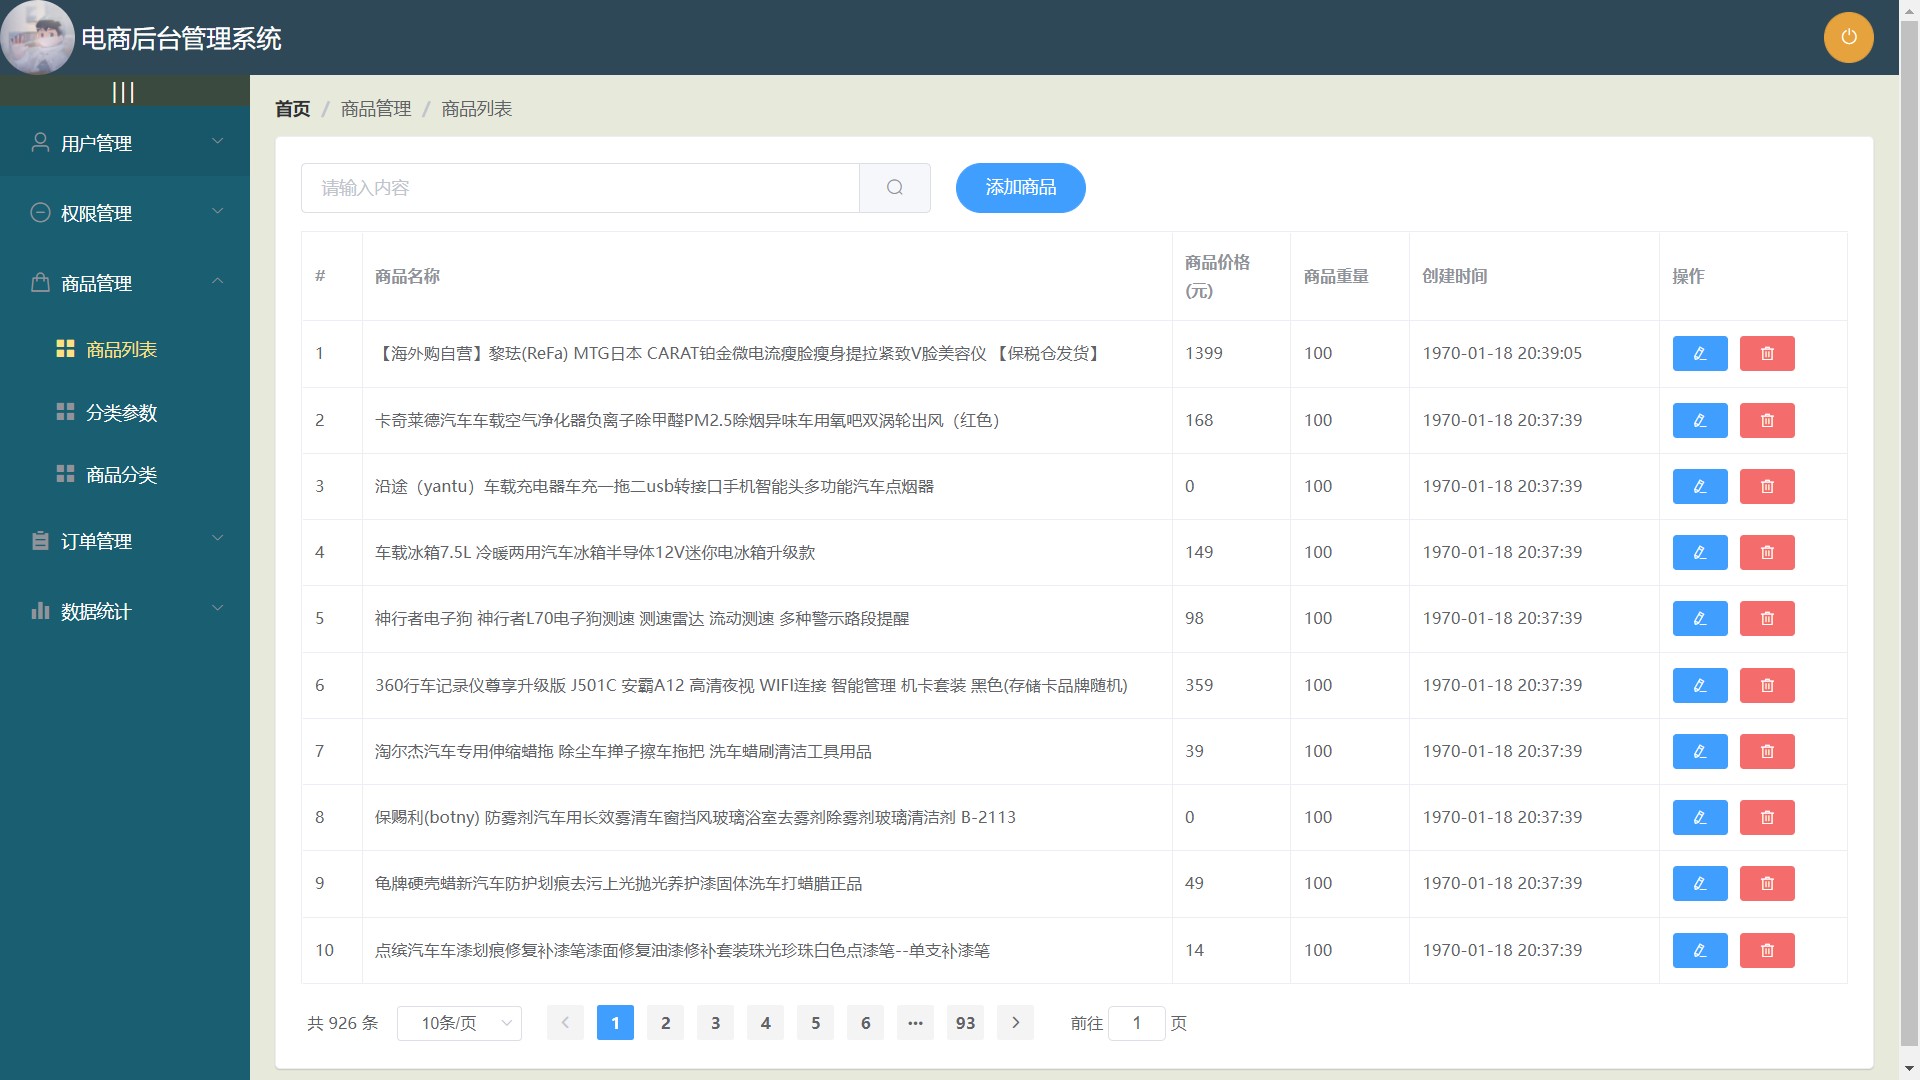 电商后台管理系统
|||
用户管理
权限管理
商品管理
商品列表
分类参数
商品分类
订单管理
数据统计
首页 / 商品管理 / 商品列表
请输入内容
添加商品
# 商品名称 商品价格(元) 商品重量 创建时间 操作
1 【海外购自营】黎珐(ReFa) MTG日本 CARAT铂金微电流瘦脸瘦身提拉紧致V脸美容仪 【保税仓发货】 1399 100 1970-01-18 20:39:05
2 卡奇莱德汽车车载空气净化器负离子除甲醛PM2.5除烟异味车用氧吧双涡轮出风（红色） 168 100 1970-01-18 20:37:39
3 沿途（yantu）车载充电器车充一拖二usb转接口手机智能头多功能汽车点烟器 0 100 1970-01-18 20:37:39
4 车载冰箱7.5L 冷暖两用汽车冰箱半导体12V迷你电冰箱升级款 149 100 1970-01-18 20:37:39
5 神行者电子狗 神行者L70电子狗测速 测速雷达 流动测速 多种警示路段提醒 98 100 1970-01-18 20:37:39
6 360行车记录仪尊享升级版 J501C 安霸A12 高清夜视 WIFI连接 智能管理 机卡套装 黑色(存储卡品牌随机) 359 100 1970-01-18 20:37:39
7 淘尔杰汽车专用伸缩蜡拖 除尘车掸子擦车拖把 洗车蜡刷清洁工具用品 39 100 1970-01-18 20:37:39
8 保赐利(botny) 防雾剂汽车用长效雾清车窗挡风玻璃浴室去雾剂除雾剂玻璃清洁剂 B-2113 0 100 1970-01-18 20:37:39
9 龟牌硬壳蜡新汽车防护划痕去污上光抛光养护漆固体洗车打蜡腊正品 49 100 1970-01-18 20:37:39
10 点缤汽车车漆划痕修复补漆笔漆面修复油漆修补套装珠光珍珠白色点漆笔--单支补漆笔 14 100 1970-01-18 20:37:39
共 926 条 10条/页 1 2 3 4 5 6 ••• 93 前往 1 页